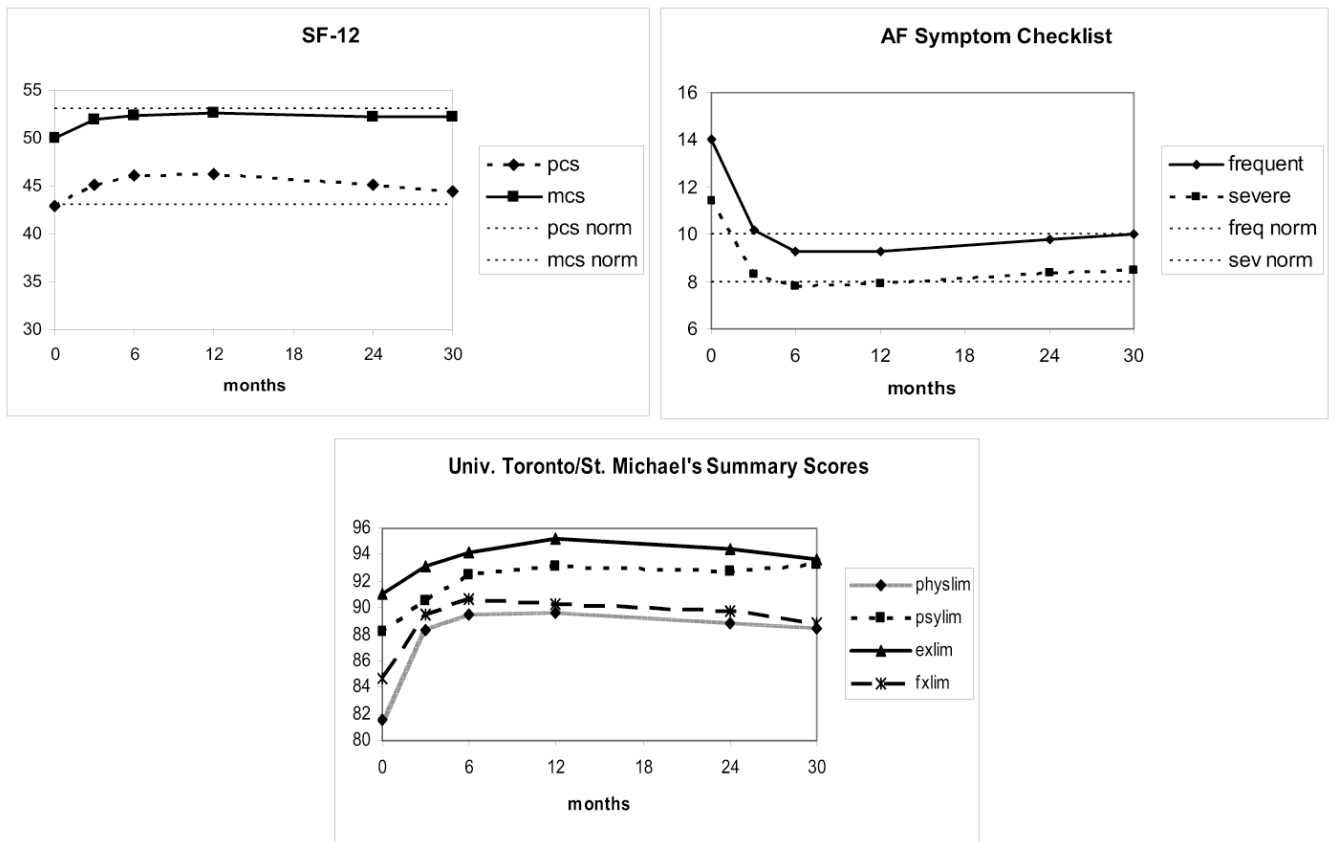 SF-12
55
50
45
40
35
30
0 6 12 18 24 30
months
pcs
mcs
pcs norm
mcs norm
AF Symptom Checklist
16
14
12
10
8
6
0 6 12 18 24 30
months
frequent
severe
freq norm
sev norm
Univ. Toronto/St. Michael's Summary Scores
96
94
92
90
88
86
84
82
80
0 6 12 18 24 30
months
physlim
psylim
exlim
fxlim